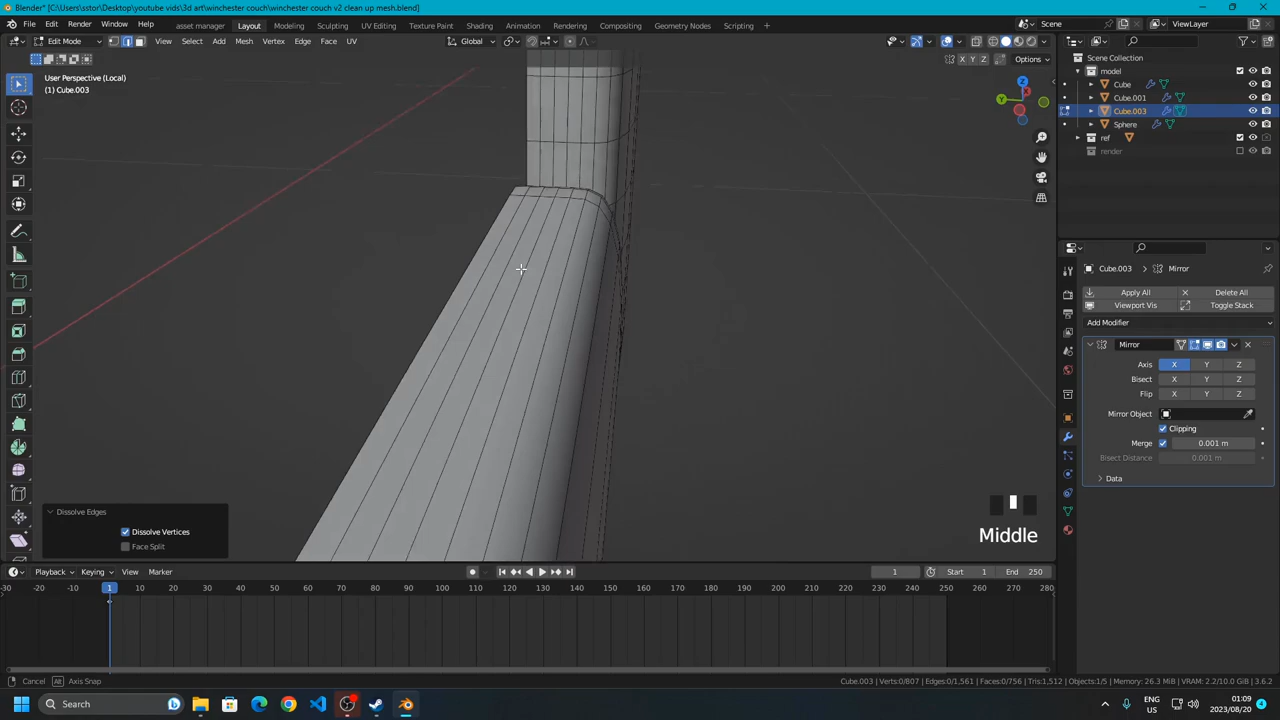 Blender* [C:\Users\sstor\Desktop\youtube vids\3d art\winchester couch\winchester couch v2 clean up mesh.blend]
File Edit Render Window Help Layout Modeling Sculpting UV Editing Texture Paint Shading Animation Rendering Compositing Geometry Nodes Scripting + Scene ViewLayer
Edit Mode View Select Add Mesh Vertex Edge Face UV Global
X Y Z Options
User Perspective (Local)
(1) Cube.003
Scene Collection
model
Cube
Cube.001
Cube.003
Sphere
ref
render
Z
Y
X
Cube.003 Mirror
Apply All Delete All
Viewport Vis Toggle Stack
Add Modifier
Mirror
Axis X Y Z
Bisect X Y Z
Flip X Y Z
Mirror Object
Clipping
Merge 0.001 m
Bisect Distance 0.001 m
Data
Dissolve Edges
Dissolve Vertices
Face Split
Middle
Playback Keying View Marker 1 Start 1 End 250
-30 -20 -10 1 10 20 30 40 50 60 70 80 90 100 110 120 130 140 150 160 170 180 190 200 210 220 230 240 250 260 270 280
Cancel Alt Axis Snap Cube.003 | Verts:0/807 | Edges:0/1,561 | Faces:0/756 | Tris:1,512 | Objects:1/5 | Memory: 26.3 MiB | VRAM: 2.2/10.0 GiB | 3.6.2
Search ENG US 01:09 2023/08/20